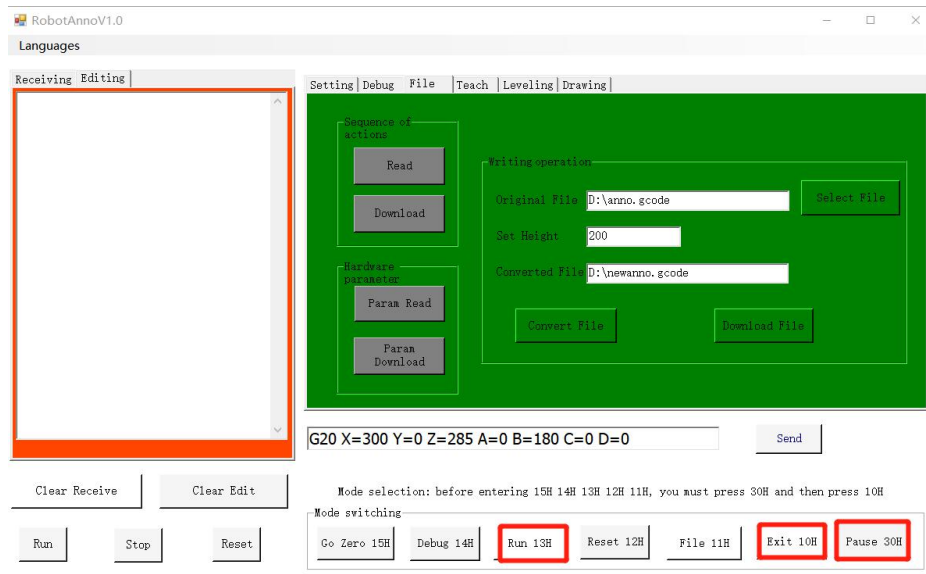 RobotAnnoV1.0
Languages
Receiving Editing
Setting Debug File Teach Leveling Drawing
Sequence of
actions
Read
Download
Hardware
parameter
Param Read
Param
Download
Writing operation
Original File D:\anno.gcode Select File
Set Height 200
Converted File D:\newanno.gcode
Convert File Download File
G20 X=300 Y=0 Z=285 A=0 B=180 C=0 D=0 Send
Clear Receive Clear Edit
Run Stop Reset
Mode selection: before entering 15H 14H 13H 12H 11H, you must press 30H and then press 10H
Mode switching
Go Zero 15H Debug 14H Run 13H Reset 12H File 11H Exit 10H Pause 30H